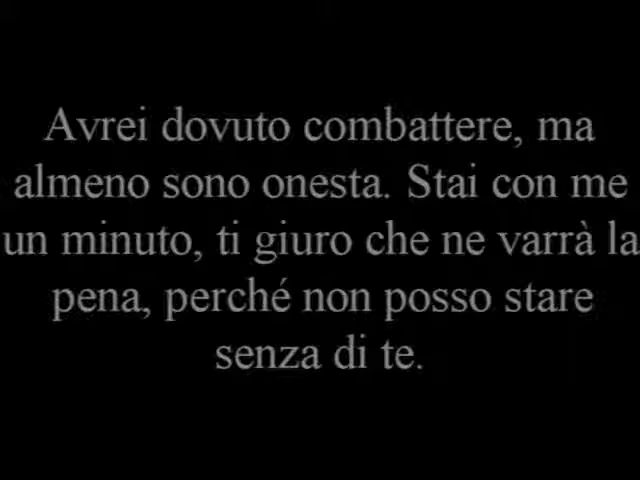 Avrei dovuto combattere, ma
almeno sono onesta. Stai con me
un minuto, ti giuro che ne varrà la
pena, perché non posso stare
senza di te.